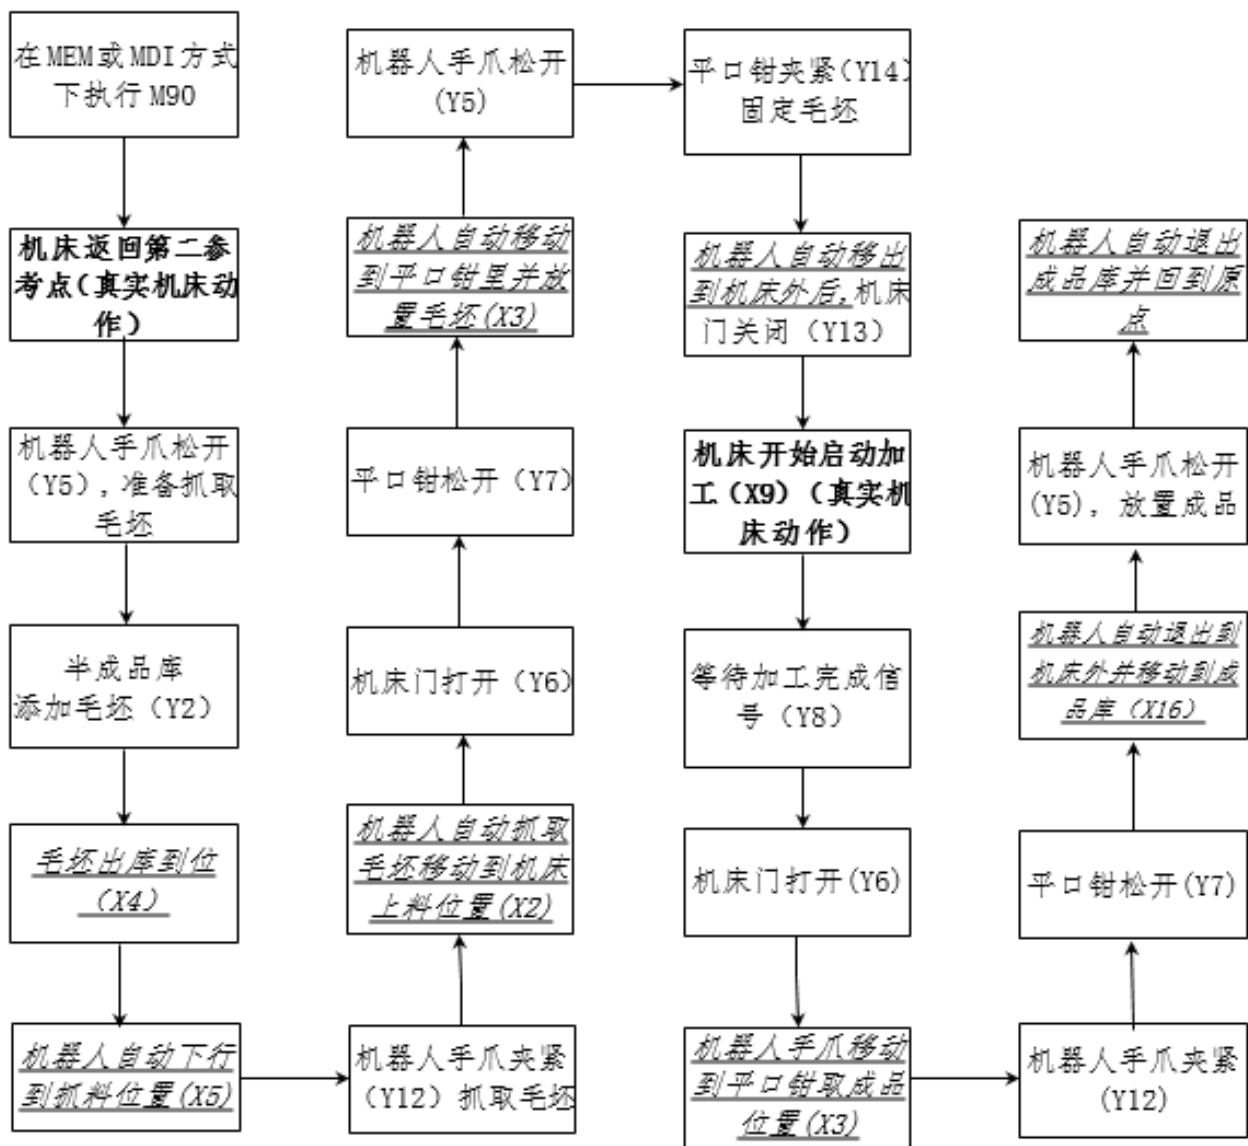 在MEM或MDI方式
下执行M90
机床返回第二参
考点(真实机床动
作)
机器人手爪松开
(Y5),准备抓取
毛坯
半成品库
添加毛坯(Y2)
毛坯出库到位
(X4)
机器人自动下行
到抓料位置(X5)
机器人手爪夹紧
(Y12)抓取毛坯
机器人自动抓取
毛坯移动到机床
上料位置(X2)
机床门打开(Y6)
平口钳松开(Y7)
机器人自动移动
到平口钳里并放
置毛坯(X3)
机器人手爪松开
(Y5)
平口钳夹紧(Y14)
固定毛坯
机器人自动移出
到机床外后,机床
门关闭(Y13)
机床开始启动加
工(X9)(真实机
床动作)
等待加工完成信
号(Y8)
机床门打开(Y6)
机器人手爪移动
到平口钳取成品
位置(X3)
机器人手爪夹紧
(Y12)
平口钳松开(Y7)
机器人自动退出到
机床外并移动到成
品库(X16)
机器人手爪松开
(Y5),放置成品
机器人自动退出
成品库并回到原
点